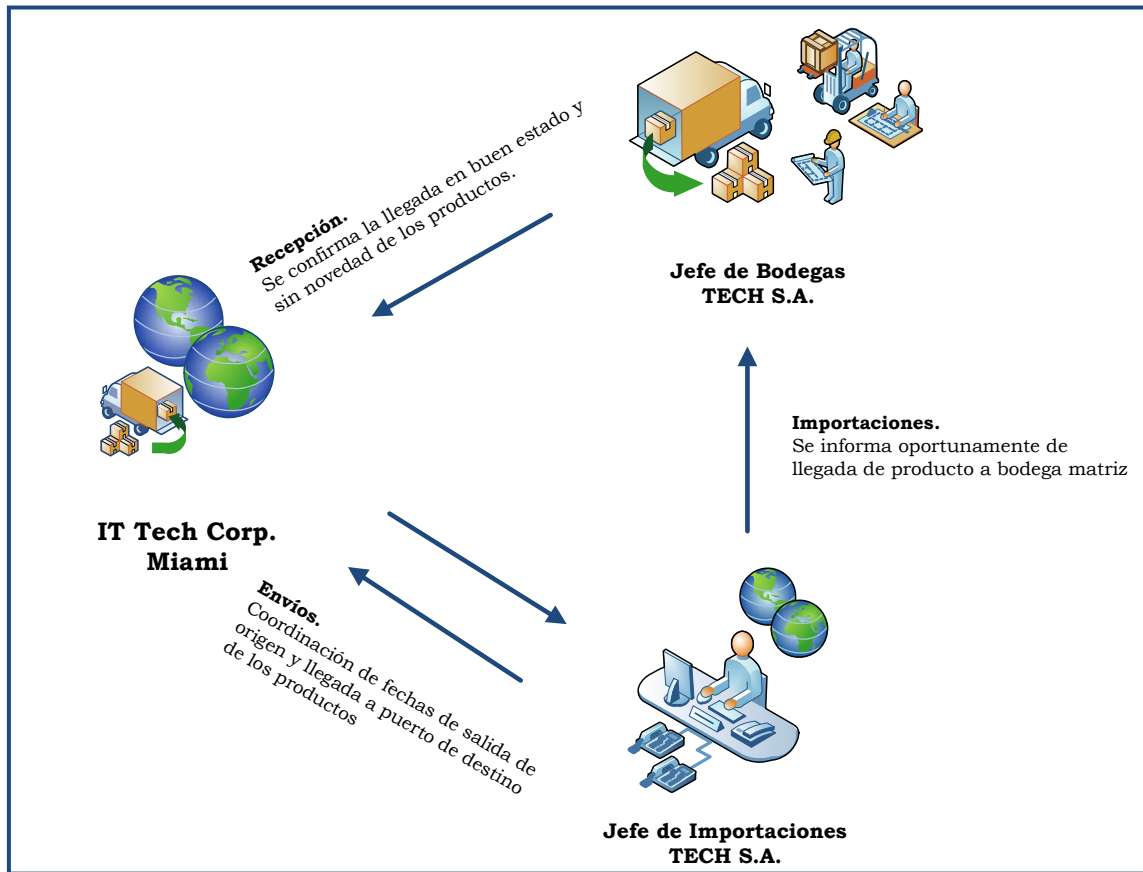 Recepción.
Se confirma la llegada en buen estado y
sin novedad de los productos.
Jefe de Bodegas
TECH S.A.
Importaciones.
Se informa oportunamente de
llegada de producto a bodega matriz
IT Tech Corp.
Miami
Envíos.
Coordinación de fechas de salida de
origen y llegada a puerto de destino
de los productos
Jefe de Importaciones
TECH S.A.